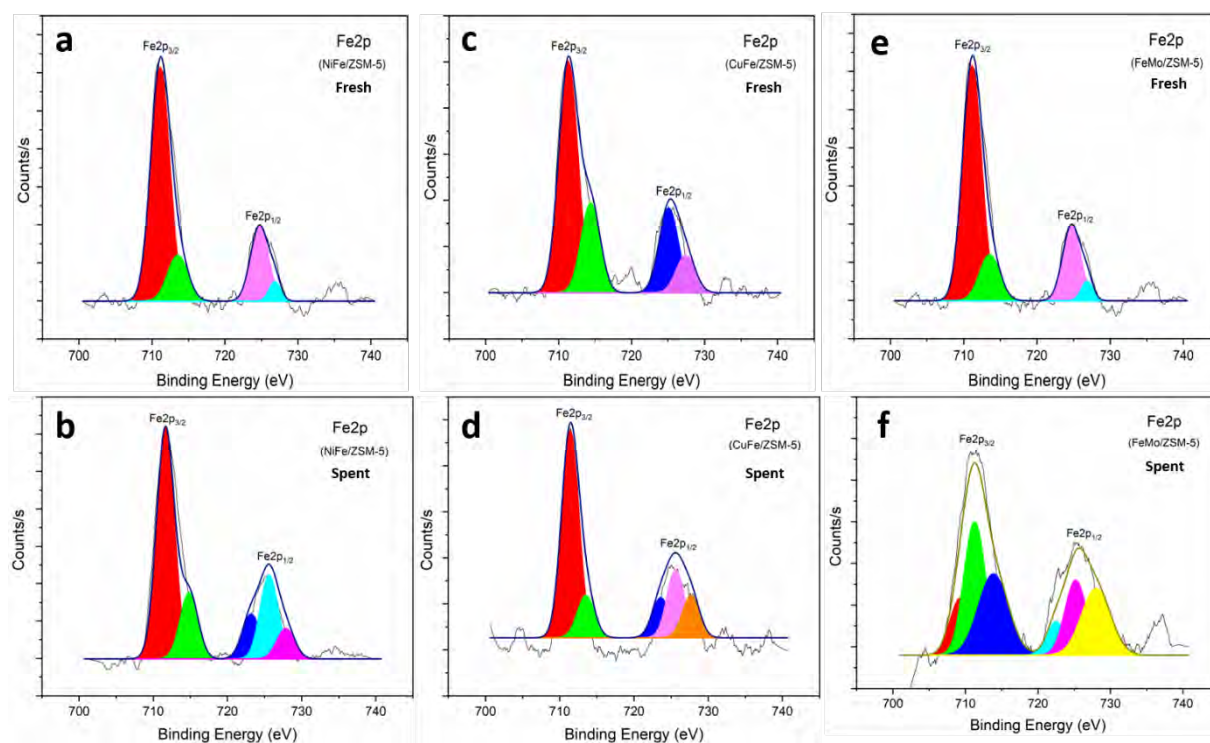 a
Fe2p3/2
Fe2p
(NiFe/ZSM-5)
Fresh
Fe2p1/2
Counts/s
700 710 720 730 740
Binding Energy (eV)
c
Fe2p3/2
Fe2p
(CuFe/ZSM-5)
Fresh
Fe2p1/2
Counts/s
700 710 720 730 740
Binding Energy (eV)
e
Fe2p3/2
Fe2p
(FeMo/ZSM-5)
Fresh
Fe2p1/2
Counts/s
700 710 720 730 740
Binding Energy (eV)
b
Fe2p3/2
Fe2p
(NiFe/ZSM-5)
Spent
Fe2p1/2
Counts/s
700 710 720 730 740
Binding Energy (eV)
d
Fe2p3/2
Fe2p
(CuFe/ZSM-5)
Spent
Fe2p1/2
Counts/s
700 710 720 730 740
Binding Energy (eV)
f
Fe2p3/2
Fe2p
(FeMo/ZSM-5)
Spent
Fe2p1/2
Counts/s
700 710 720 730 740
Binding Energy (eV)